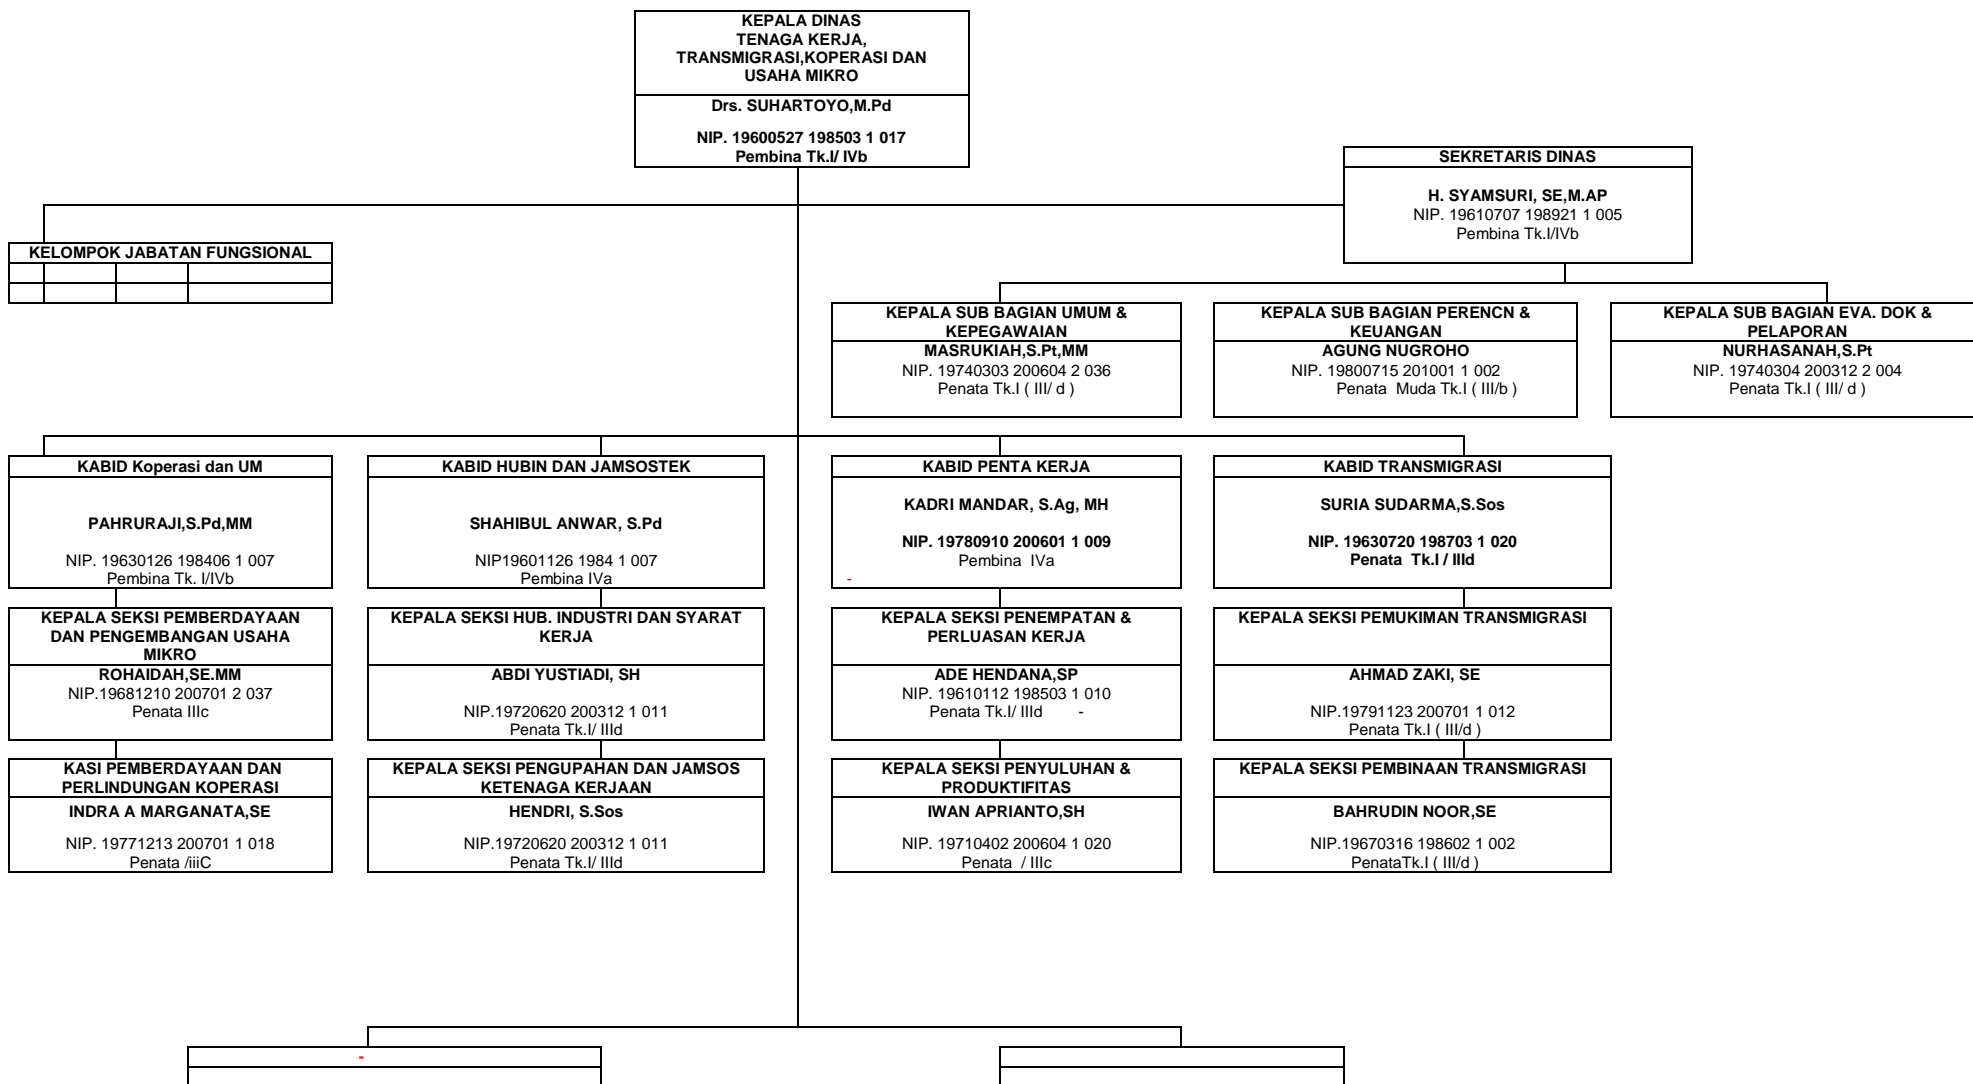 KEPALA DINAS
TENAGA KERJA,
TRANSMIGRASI,KOPERASI DAN
USAHA MIKRO
Drs. SUHARTOYO,M.Pd
NIP. 19600527 198503 1 017
Pembina Tk.I/ IVb
SEKRETARIS DINAS
H. SYAMSURI, SE,M.AP
NIP. 19610707 198921 1 005
Pembina Tk.I/IVb
KELOMPOK JABATAN FUNGSIONAL
KEPALA SUB BAGIAN UMUM &
KEPEGAWAIAN
MASRUKIAH,S.Pt,MM
NIP. 19740303 200604 2 036
Penata Tk.I ( III/ d )
KEPALA SUB BAGIAN PERENCN &
KEUANGAN
AGUNG NUGROHO
NIP. 19800715 201001 1 002
Penata  Muda Tk.I ( III/b )
KEPALA SUB BAGIAN EVA. DOK &
PELAPORAN
NURHASANAH,S.Pt
NIP. 19740304 200312 2 004
Penata Tk.I ( III/ d )
KABID Koperasi dan UM
PAHRURAJI,S.Pd,MM
NIP. 19630126 198406 1 007
Pembina Tk. I/IVb
KABID HUBIN DAN JAMSOSTEK
SHAHIBUL ANWAR, S.Pd
NIP19601126 1984 1 007
Pembina IVa
KABID PENTA KERJA
KADRI MANDAR, S.Ag, MH
NIP. 19780910 200601 1 009
Pembina  IVa
-
KABID TRANSMIGRASI
SURIA SUDARMA,S.Sos
NIP. 19630720 198703 1 020
Penata  Tk.I / IIId
KEPALA SEKSI PEMBERDAYAAN
DAN PENGEMBANGAN USAHA
MIKRO
ROHAIDAH,SE.MM
NIP.19681210 200701 2 037
Penata IIIc
KEPALA SEKSI HUB. INDUSTRI DAN SYARAT
KERJA
ABDI YUSTIADI, SH
NIP.19720620 200312 1 011
Penata Tk.I/ IIId
KEPALA SEKSI PENEMPATAN &
PERLUASAN KERJA
ADE HENDANA,SP
NIP. 19610112 198503 1 010
Penata Tk.I/ IIId -
KEPALA SEKSI PEMUKIMAN TRANSMIGRASI
AHMAD ZAKI, SE
NIP.19791123 200701 1 012
Penata Tk.I ( III/d )
KASI PEMBERDAYAAN DAN
PERLINDUNGAN KOPERASI
INDRA A MARGANATA,SE
NIP. 19771213 200701 1 018
Penata /iiiC
KEPALA SEKSI PENGUPAHAN DAN JAMSOS
KETENAGA KERJAAN
HENDRI, S.Sos
NIP.19720620 200312 1 011
Penata Tk.I/ IIId
KEPALA SEKSI PENYULUHAN &
PRODUKTIFITAS
IWAN APRIANTO,SH
NIP. 19710402 200604 1 020
Penata  / IIIc
KEPALA SEKSI PEMBINAAN TRANSMIGRASI
BAHRUDIN NOOR,SE
NIP.19670316 198602 1 002
PenataTk.I ( III/d )
-